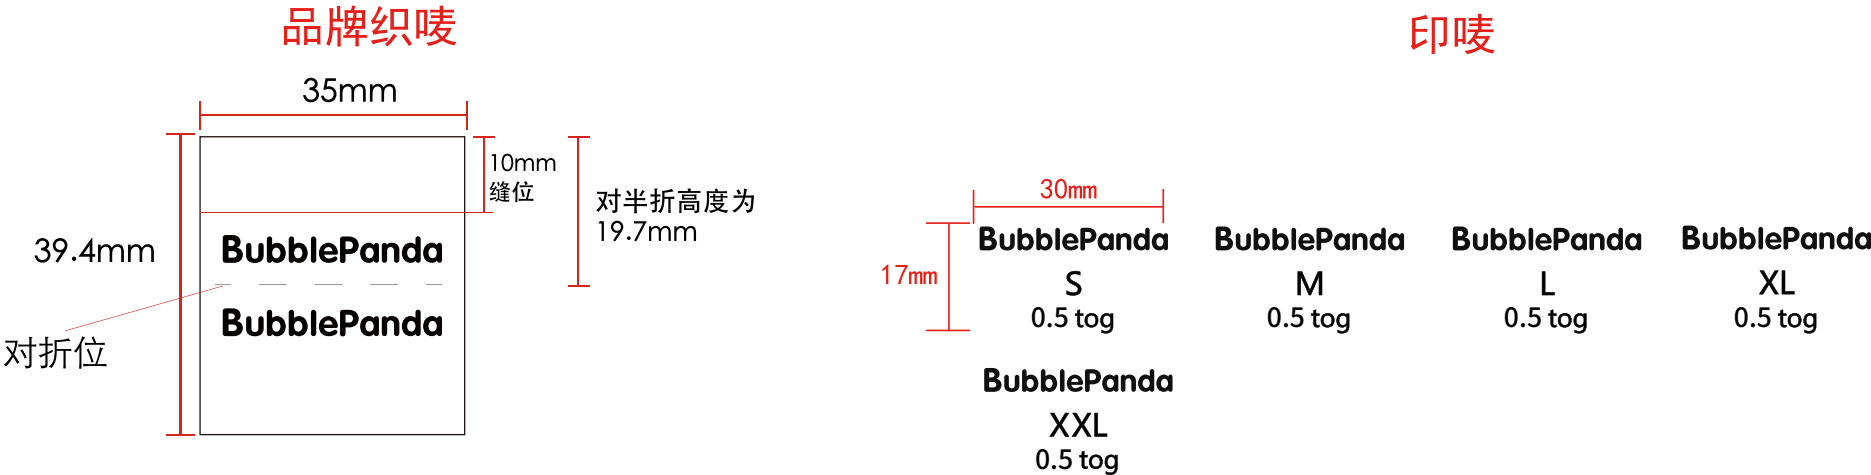 品牌织唛
35mm
10mm
缝位
对半折高度为
19.7mm
39.4mm
BubblePanda
BubblePanda
对折位
印唛
30mm
17mm
BubblePanda
S
0.5 tog
BubblePanda
M
0.5 tog
BubblePanda
L
0.5 tog
BubblePanda
XL
0.5 tog
BubblePanda
XXL
0.5 tog